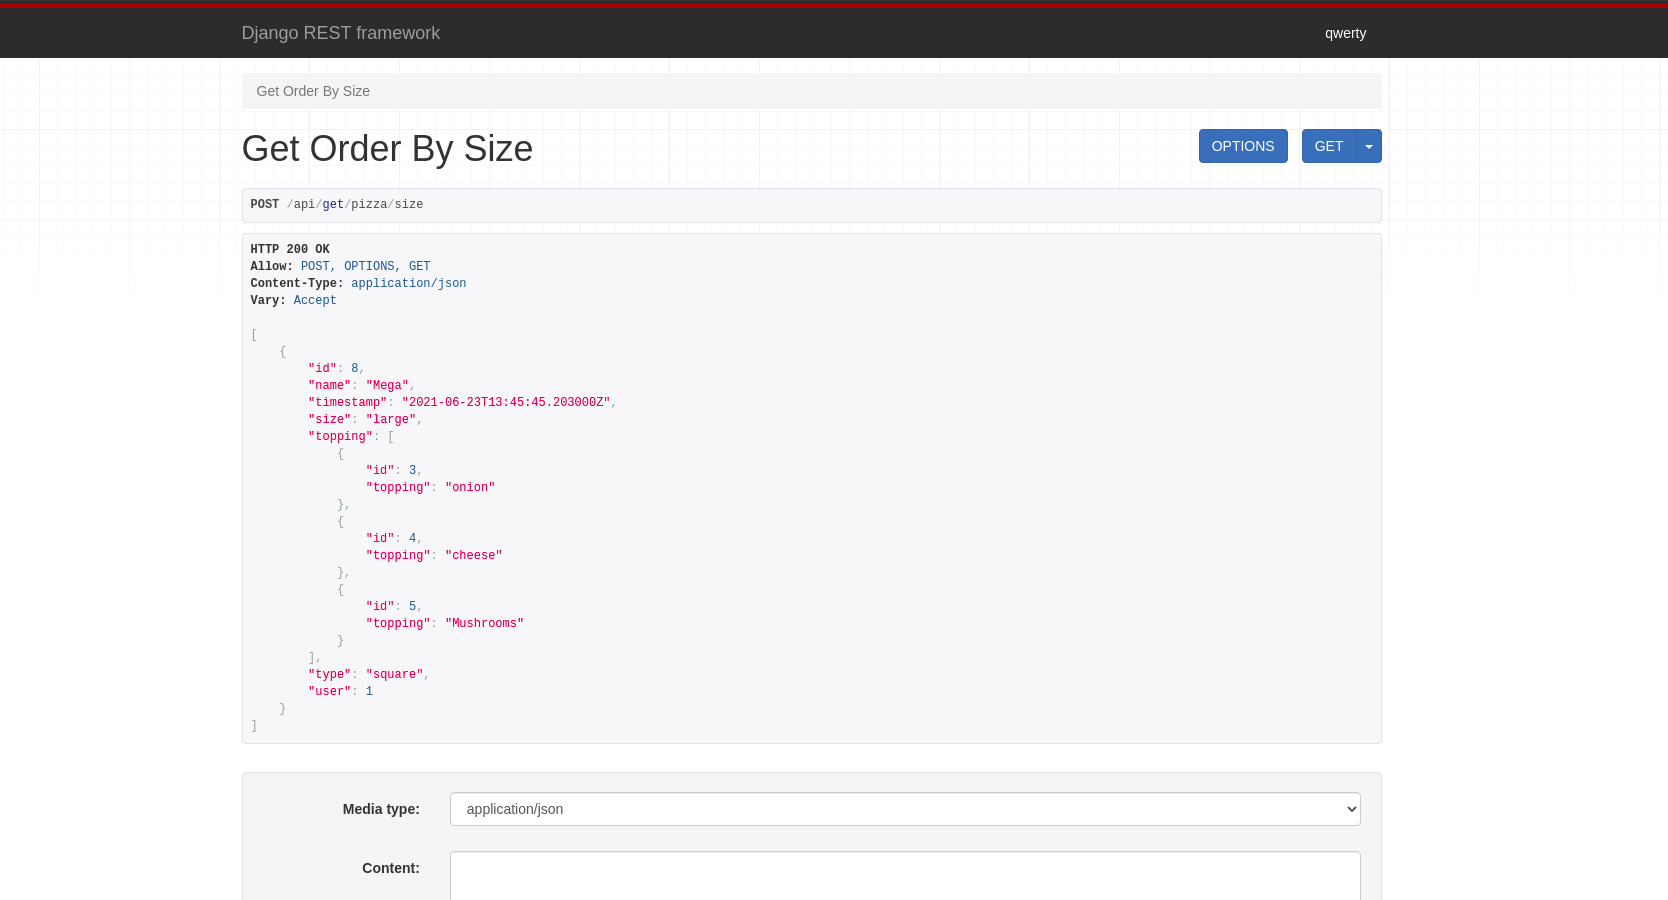 Django REST framework
qwerty
Get Order By Size
Get Order By Size
OPTIONS
GET
POST /api/get/pizza/size
HTTP 200 OK
Allow: POST, OPTIONS, GET
Content-Type: application/json
Vary: Accept
[
    {
        "id": 8,
        "name": "Mega",
        "timestamp": "2021-06-23T13:45:45.203000Z",
        "size": "large",
        "topping": [
            {
                "id": 3,
                "topping": "onion"
            },
            {
                "id": 4,
                "topping": "cheese"
            },
            {
                "id": 5,
                "topping": "Mushrooms"
            }
        ],
        "type": "square",
        "user": 1
    }
]
Media type:
application/json
Content: